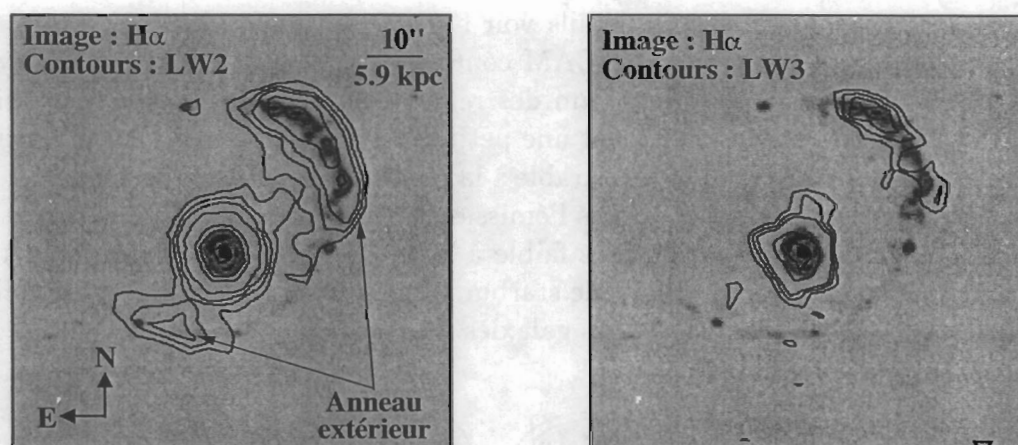 Image : Hα
Contours : LW2
10"
5.9 kpc
N
E
Anneau
extérieur
Image : Hα
Contours : LW3